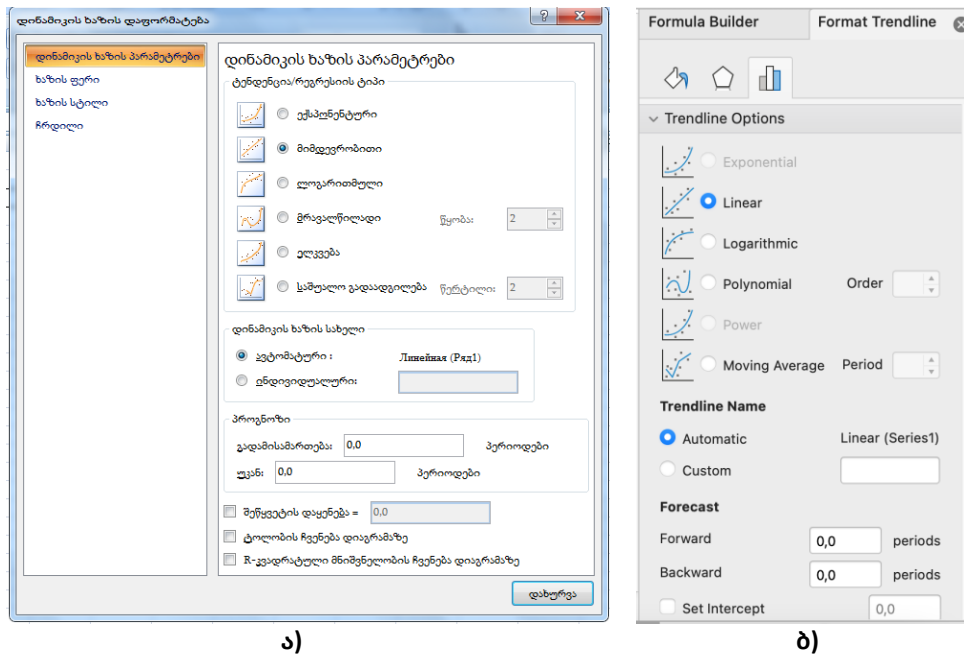 დინამიკის ხაზის დაფორმატება
დინამიკის ხაზის პარამეტრები
ხაზის ფერი
ხაზის სტილი
ჩრდილი
დინამიკის ხაზის პარამეტრები
ტენდენცია/რეგრესიის ტიპი
ექსპონენტური
მიმდევრობითი
ლოგარითმული
მრავალწილადი წყობა: 2
ელკვება
საშუალო გადაადგილება წერტილი: 2
დინამიკის ხაზის სახელი
ავტომატური : Линейная (Ряд1)
ინდივიდუალური:
პროგნოზი
გადამისამართება: 0,0 პერიოდები
უკან: 0,0 პერიოდები
შეწყვეტის დაყენება = 0,0
ტოლობის ჩვენება დიაგრამაზე
R-კვადრატული მნიშვნელობის ჩვენება დიაგრამაზე
დახურვა
ა)
Formula Builder Format Trendline
Trendline Options
Exponential
Linear
Logarithmic
Polynomial Order
Power
Moving Average Period
Trendline Name
Automatic Linear (Series1)
Custom
Forecast
Forward 0,0 periods
Backward 0,0 periods
Set Intercept 0,0
ბ)